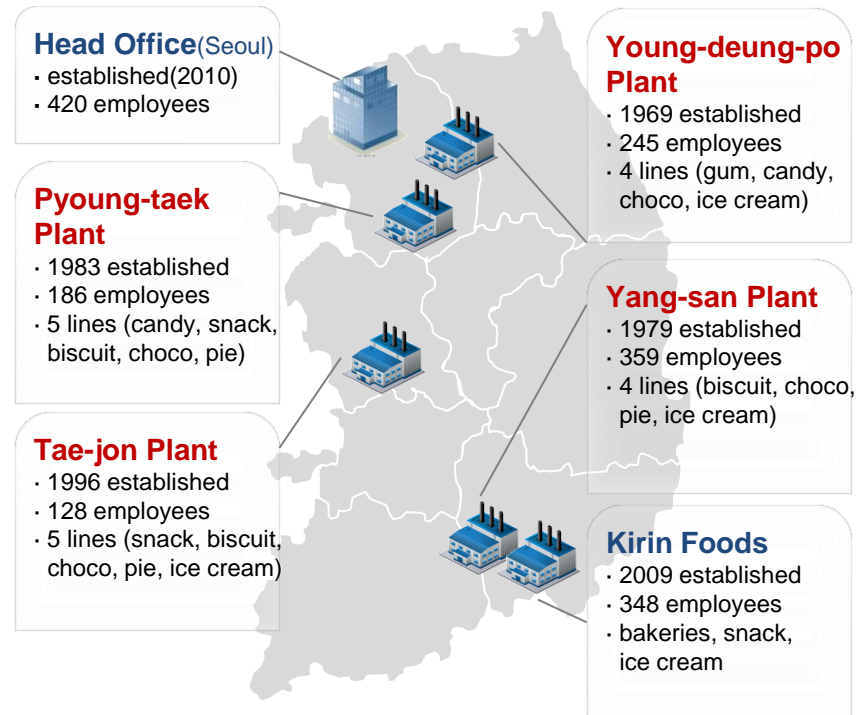 Head Office(Seoul)
· established(2010)
· 420 employees
Pyoung-taek
Plant
· 1983 established
· 186 employees
· 5 lines (candy, snack,
biscuit, choco, pie)
Tae-jon Plant
· 1996 established
· 128 employees
· 5 lines (snack, biscuit,
choco, pie, ice cream)
Young-deung-po
Plant
· 1969 established
· 245 employees
· 4 lines (gum, candy,
choco, ice cream)
Yang-san Plant
· 1979 established
· 359 employees
· 4 lines (biscuit, choco,
pie, ice cream)
Kirin Foods
· 2009 established
· 348 employees
· bakeries, snack,
ice cream